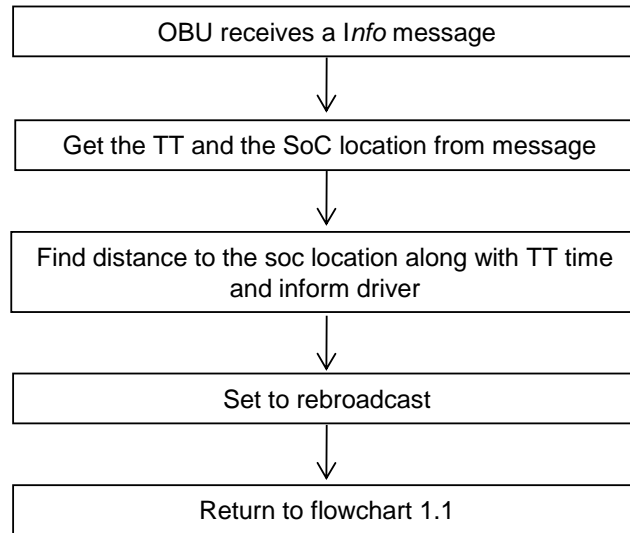 OBU receives a Info message
Get the TT and the SoC location from message
Find distance to the soc location along with TT time
and inform driver
Set to rebroadcast
Return to flowchart 1.1